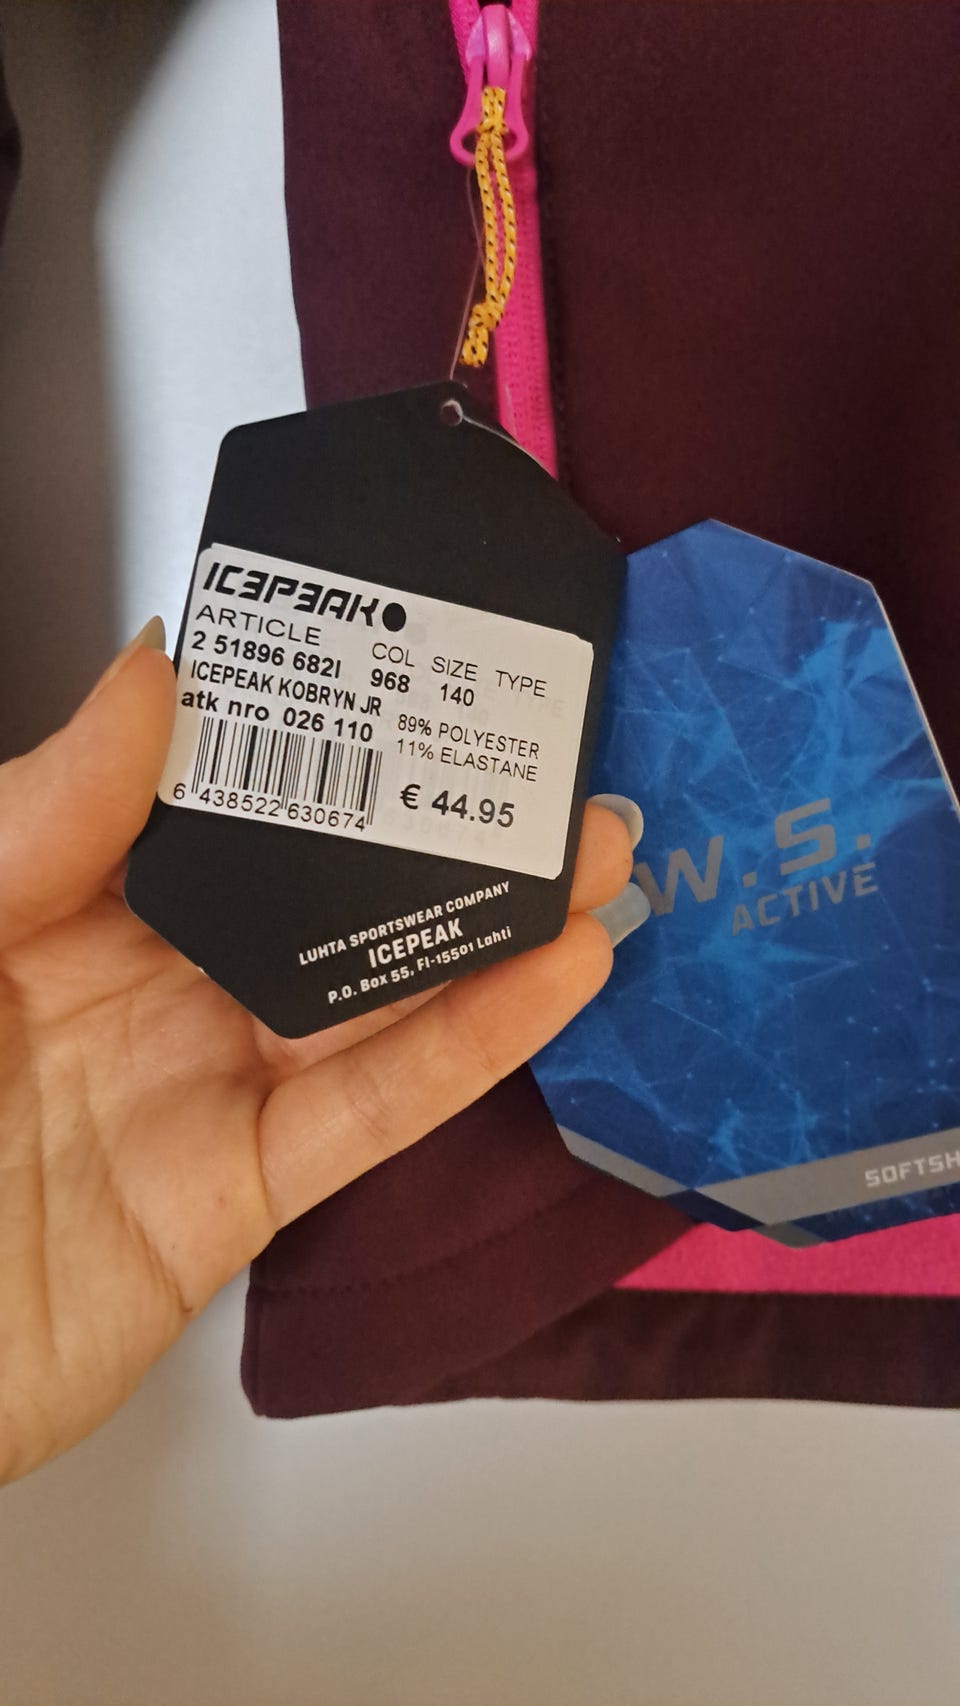 ICEPEAK
ARTICLE COL SIZE TYPE
2 51896 682I 968 140
ICEPEAK KOBRYN JR
atk nro 026 110
89% POLYESTER
11% ELASTANE
6 438522 630674
€ 44.95
LUHTA SPORTSWEAR COMPANY
ICEPEAK
P.O. Box 55, FI-15501 Lahti
W.S.
ACTIVE
SOFTSH